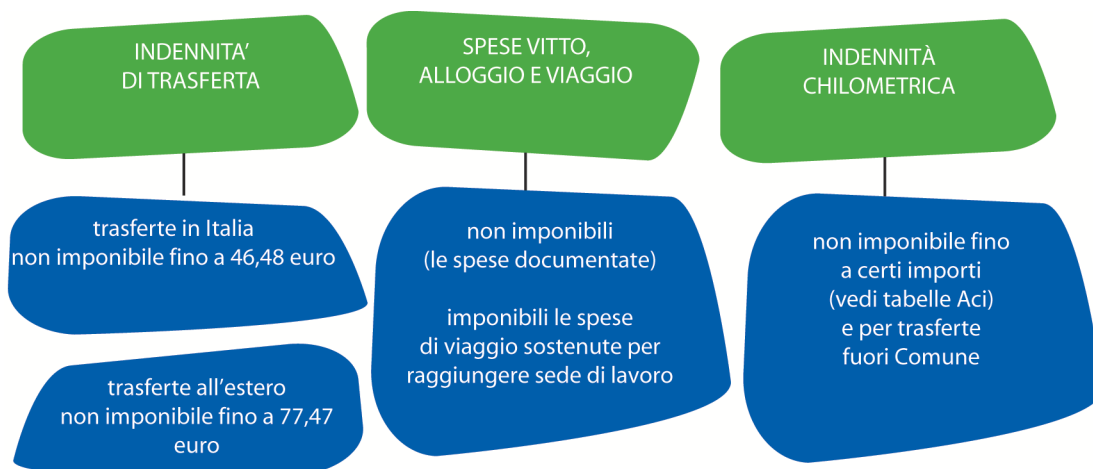 INDENNITA’
DI TRASFERTA
trasferte in Italia
non imponibile fino a 46,48 euro
trasferte all’estero
non imponibile fino a 77,47
euro
SPESE VITTO,
ALLOGGIO E VIAGGIO
non imponibili
(le spese documentate)
imponibili le spese
di viaggio sostenute per
raggiungere sede di lavoro
INDENNITÀ
CHILOMETRICA
non imponibile fino
a certi importi
(vedi tabelle Aci)
e per trasferte
fuori Comune